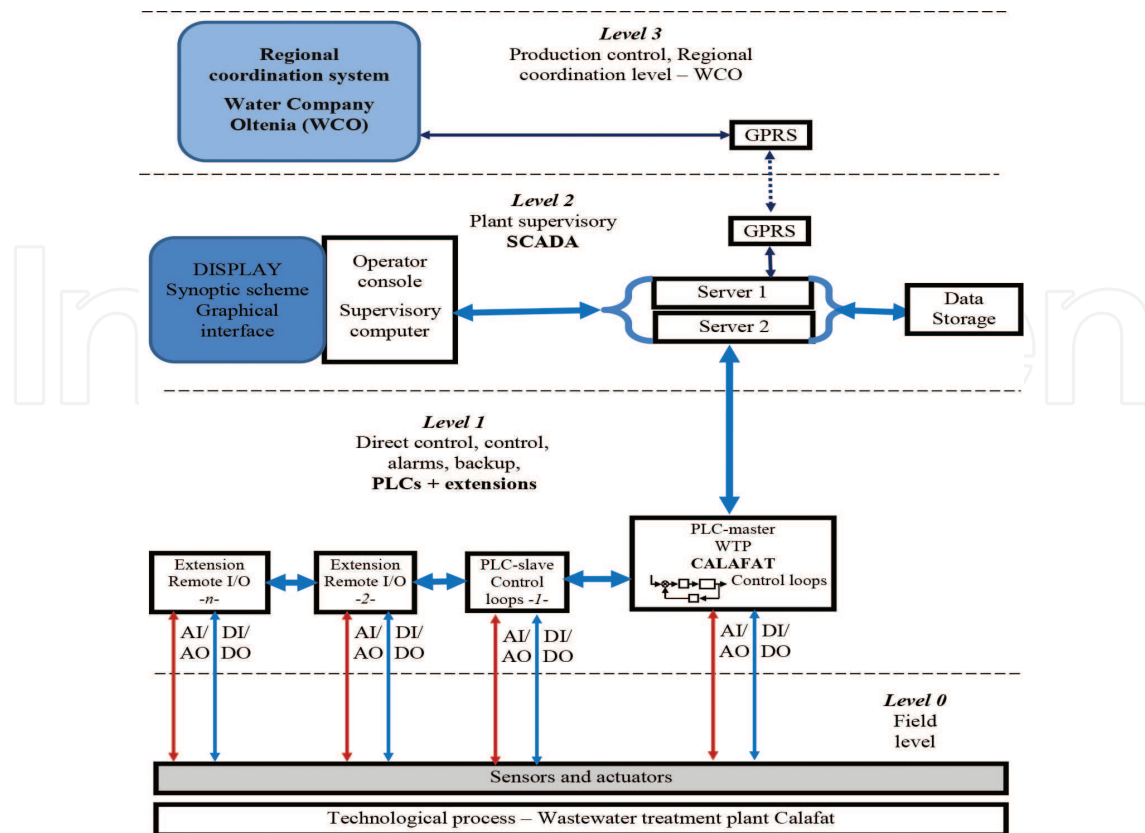 Level 3
Production control, Regional
coordination level – WCO
Regional
coordination system
Water Company
Oltenia (WCO)
GPRS
Level 2
Plant supervisory
SCADA
GPRS
DISPLAY
Synoptic scheme
Graphical
interface
Operator
console
Supervisory
computer
Server 1
Server 2
Data
Storage
Level 1
Direct control, control,
alarms, backup,
PLCs + extensions
Extension
Remote I/O
-n-
Extension
Remote I/O
-2-
PLC-slave
Control
loops -1-
PLC-master
WTP
CALAFAT
Control loops
AI/
AO
DI/
DO
AI/
AO
DI/
DO
AI/
AO
DI/
DO
AI/
AO
DI/
DO
Level 0
Field
level
Sensors and actuators
Technological process – Wastewater treatment plant Calafat